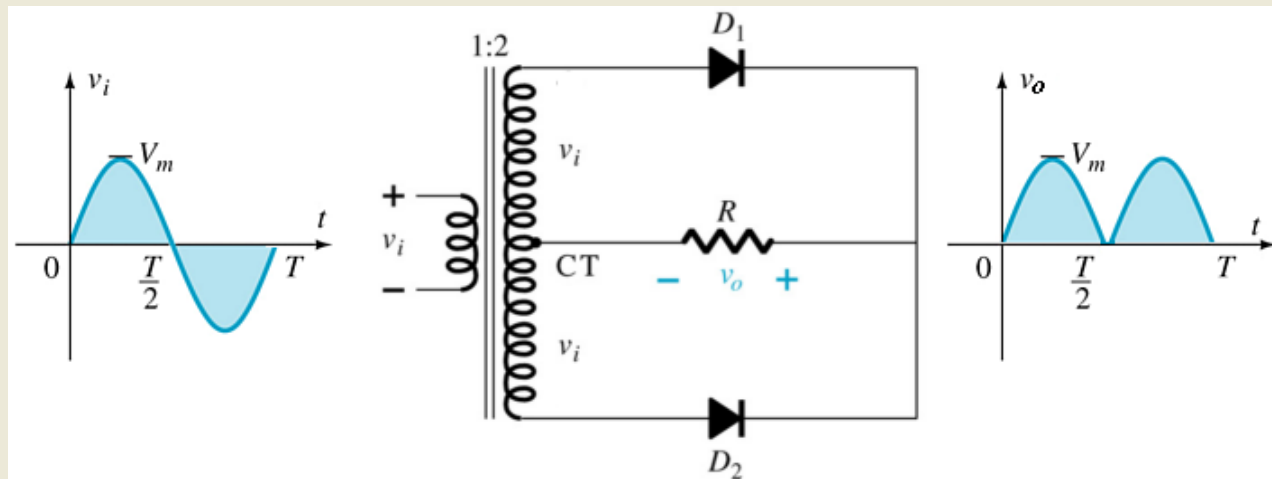 v_i
V_m
t
0
T/2
T
1:2
D_1
v_i
+
v_i
−
CT
R
− v_o +
v_i
D_2
v_o
V_m
t
0
T/2
T